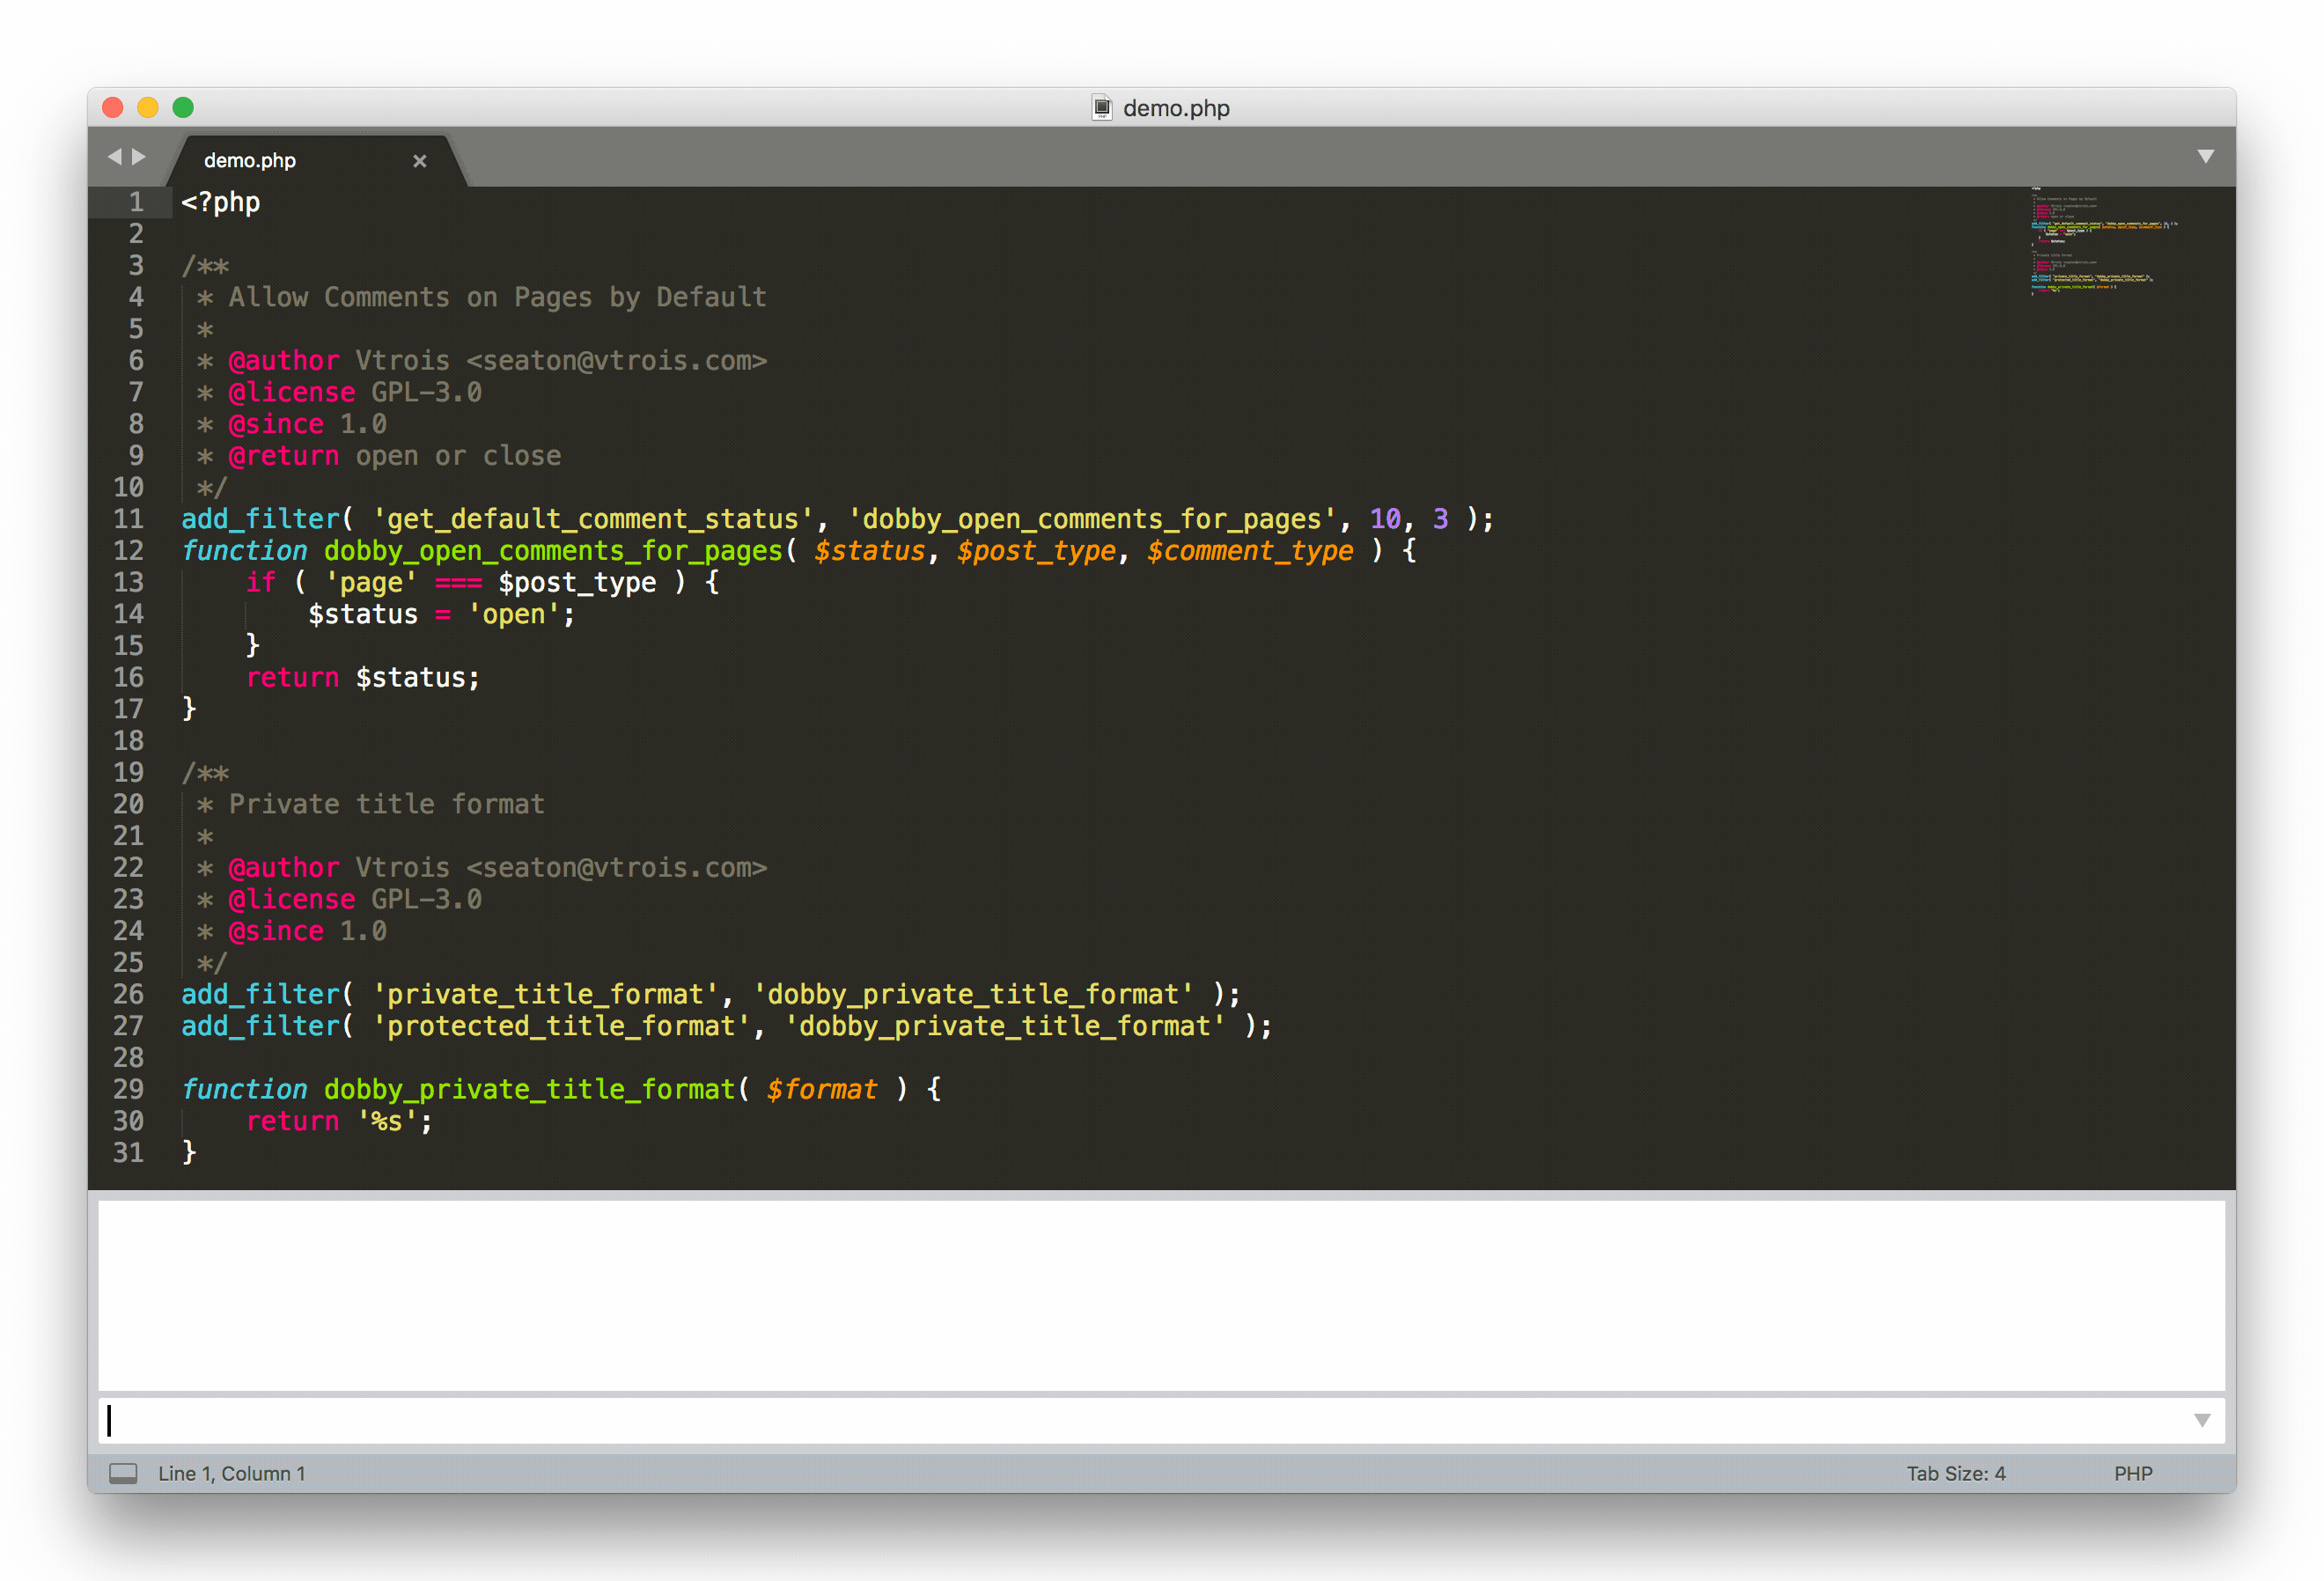 demo.php
demo.php ×
1 <?php
2
3 /**
4  * Allow Comments on Pages by Default
5  *
6  * @author Vtrois <seaton@vtrois.com>
7  * @license GPL-3.0
8  * @since 1.0
9  * @return open or close
10  */
11 add_filter( 'get_default_comment_status', 'dobby_open_comments_for_pages', 10, 3 );
12 function dobby_open_comments_for_pages( $status, $post_type, $comment_type ) {
13     if ( 'page' === $post_type ) {
14         $status = 'open';
15     }
16     return $status;
17 }
18
19 /**
20  * Private title format
21  *
22  * @author Vtrois <seaton@vtrois.com>
23  * @license GPL-3.0
24  * @since 1.0
25  */
26 add_filter( 'private_title_format', 'dobby_private_title_format' );
27 add_filter( 'protected_title_format', 'dobby_private_title_format' );
28
29 function dobby_private_title_format( $format ) {
30     return '%s';
31 }
Line 1, Column 1
Tab Size: 4
PHP